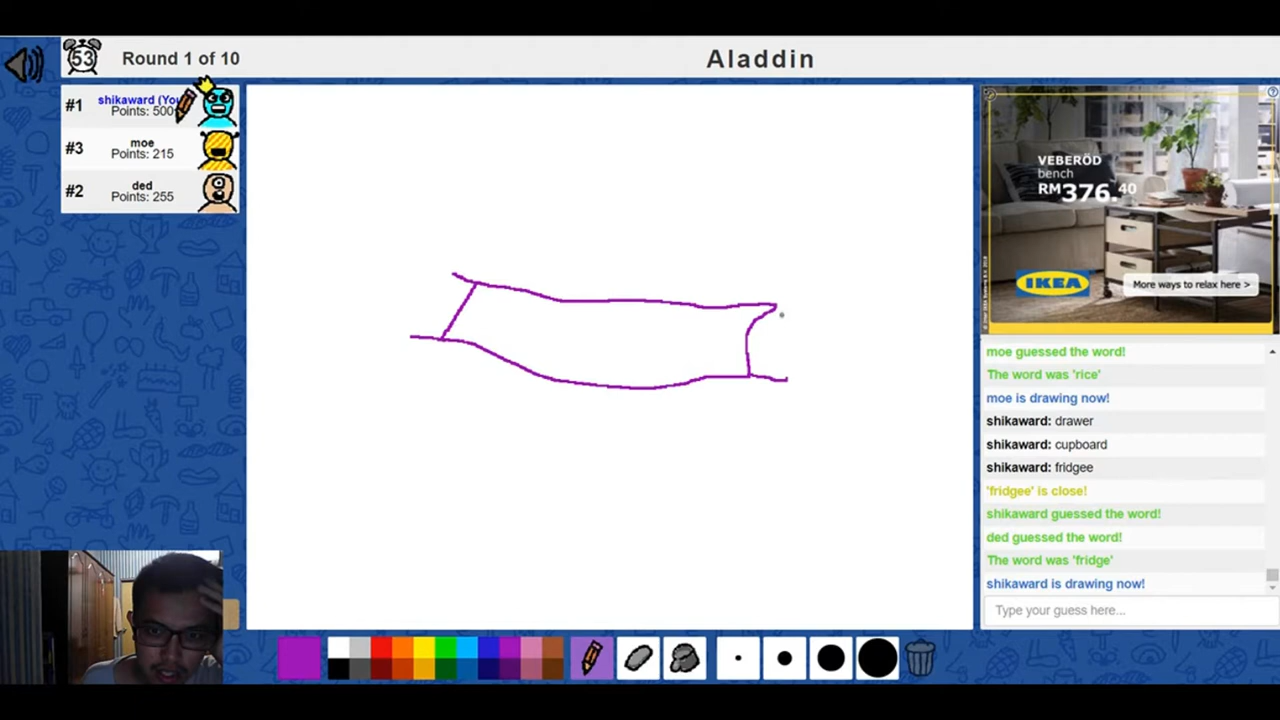 53
Round 1 of 10
Aladdin
#1
shikaward (You
Points: 500
#3
moe
Points: 215
#2
ded
Points: 255
VEBERÖD
bench
RM376.40
IKEA
More ways to relax here >
moe guessed the word!
The word was 'rice'
moe is drawing now!
shikaward: drawer
shikaward: cupboard
shikaward: fridgee
'fridgee' is close!
shikaward guessed the word!
ded guessed the word!
The word was 'fridge'
shikaward is drawing now!
Type your guess here...